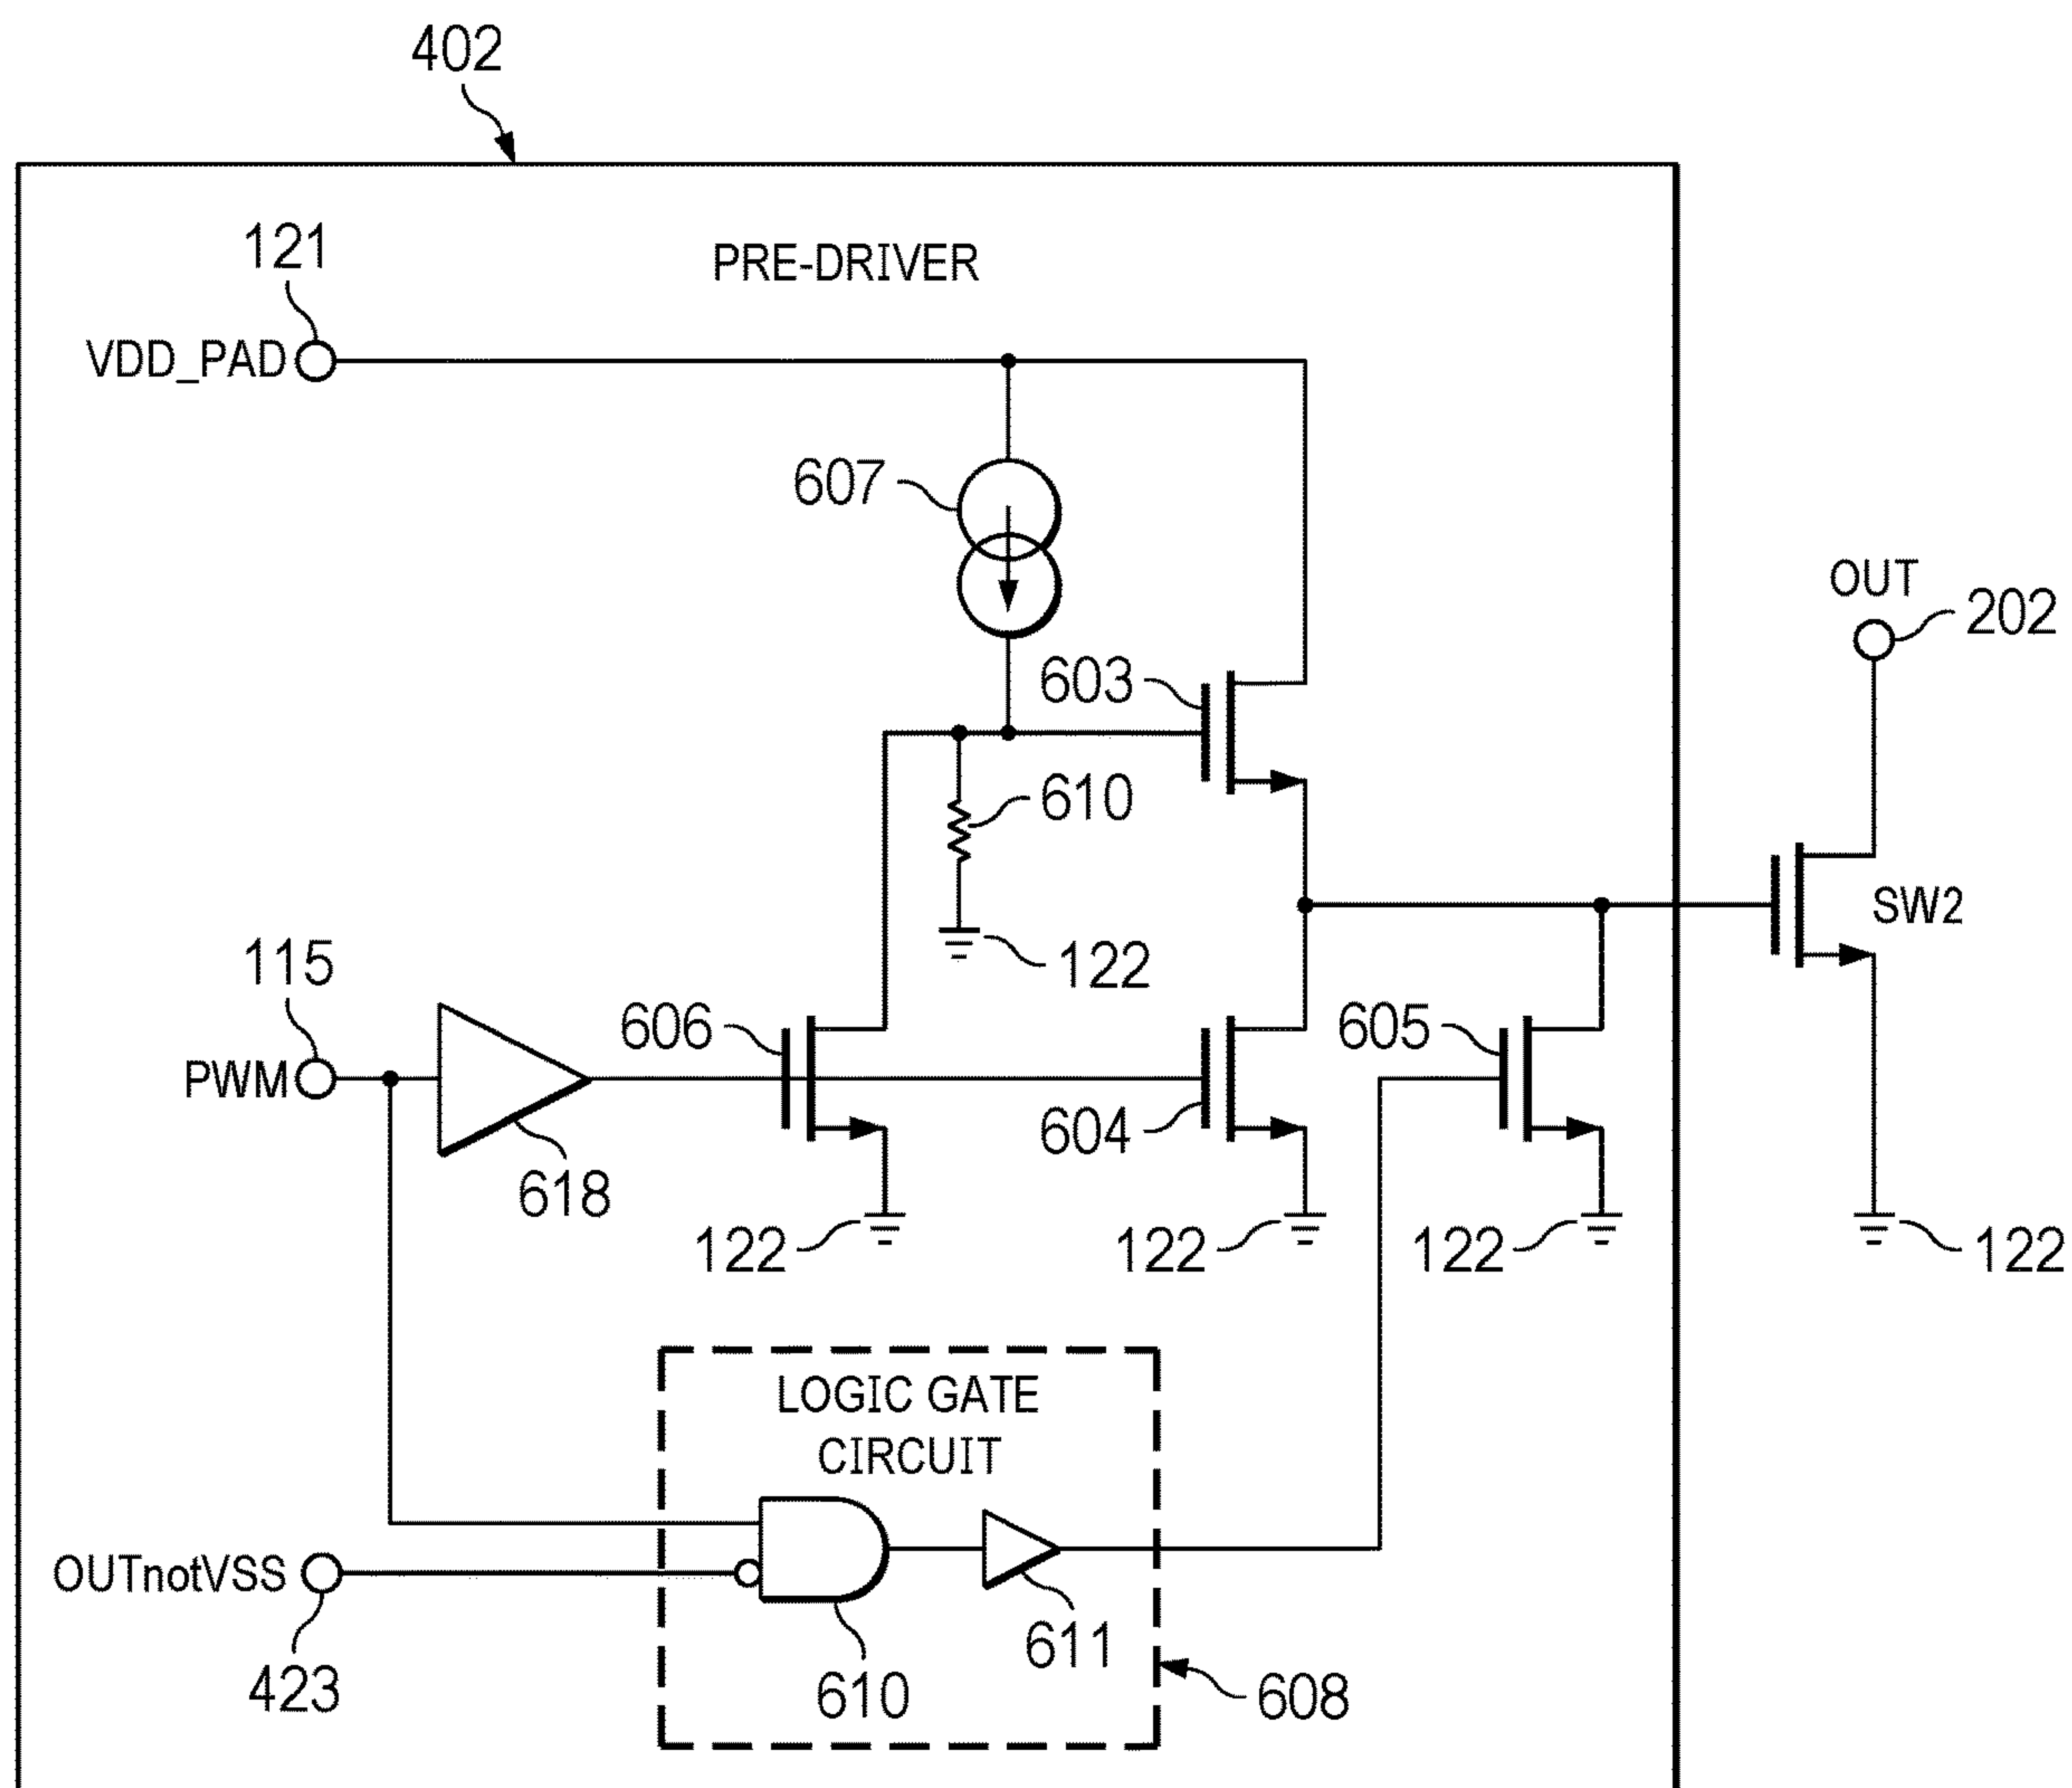 402
121
PRE-DRIVER
VDD_PAD
607
OUT
202
603
610
SW2
115
122
606
605
PWM
604
618
122
122
122
122
LOGIC GATE
CIRCUIT
OUTnotVSS
611
423
610
608